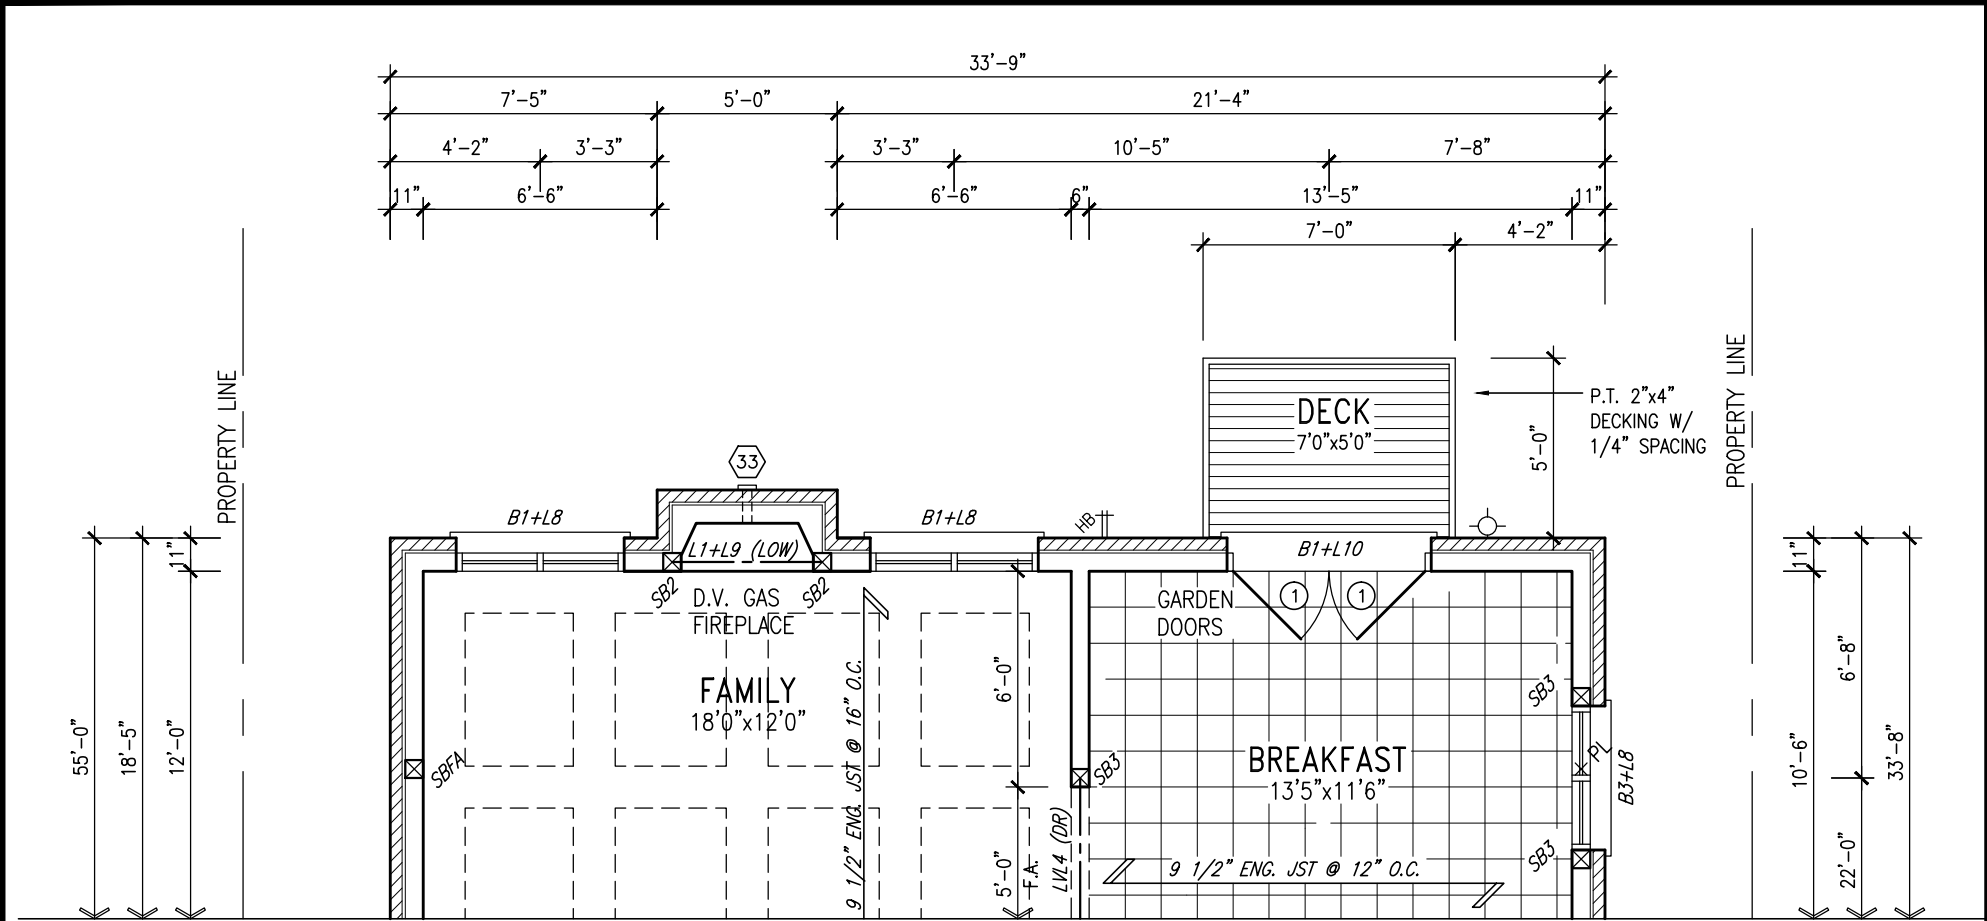 33'-9"
7'-5" 5'-0" 21'-4"
4'-2" 3'-3" 3'-3" 10'-5" 7'-8"
11" 6'-6" 6'-6" 6" 13'-5" 11"
7'-0" 4'-2"
PROPERTY LINE
PROPERTY LINE
DECK
7'0"x5'0"
5'-0"
P.T. 2"x4"
DECKING W/
1/4" SPACING
33
B1+L8
B1+L8
HB
L1+L9 (LOW)
B1+L10
11"
11"
SB2
SB2
D.V. GAS
FIREPLACE
GARDEN
DOORS
1
1
FAMILY
18'0"x12'0"
9 1/2" ENG. JST @ 16" O.C.
6'-0"
SB3
6'-8"
55'-0"
18'-5"
12'-0"
SBFA
SB3
BREAKFAST
13'5"x11'6"
PL
B3+L8
10'-6"
33'-8"
5'-0"
F.A.
LVL4 (DR)
9 1/2" ENG. JST @ 12" O.C.
SB3
22'-0"